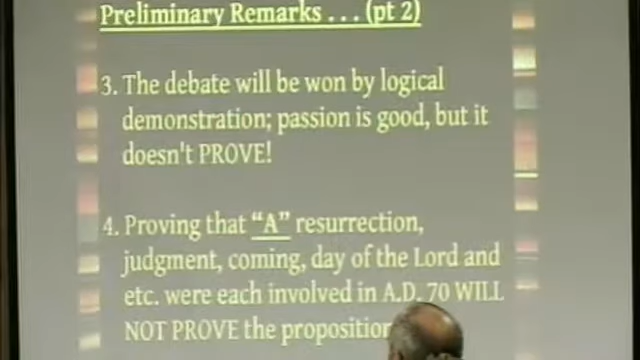 Preliminary Remarks . . . (pt 2)
3. The debate will be won by logical
demonstration; passion is good, but it
doesn't PROVE!
4. Proving that "A" resurrection,
judgment, coming, day of the Lord and
etc. were each involved in A.D. 70 WILL
NOT PROVE the proposition